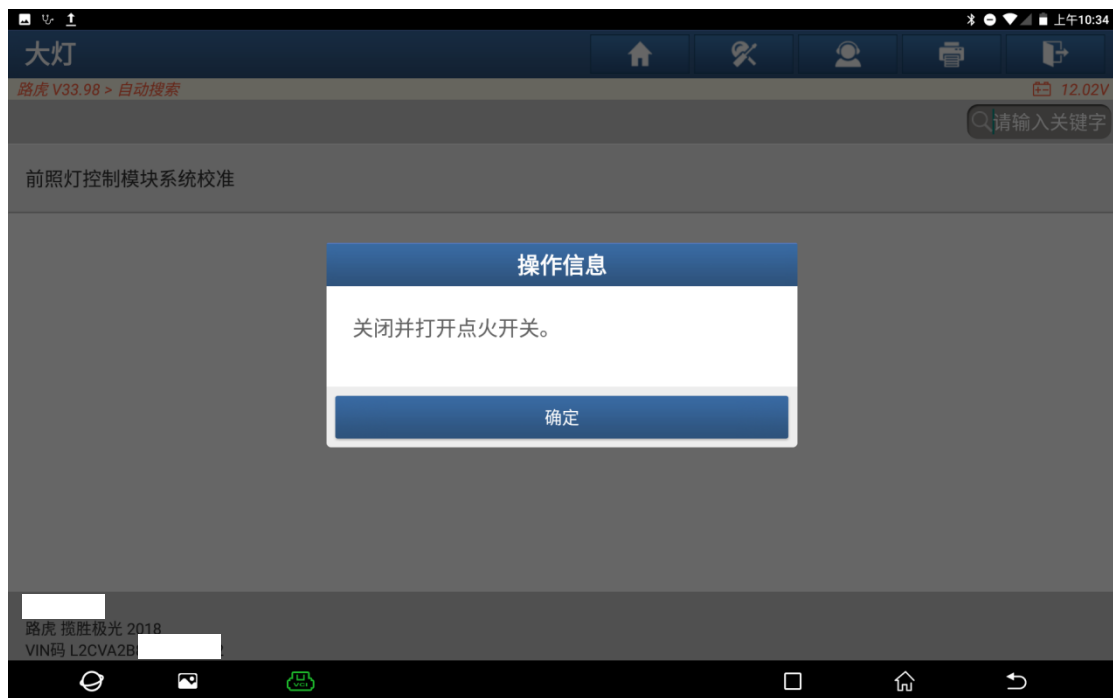 上午10:34
大灯
路虎 V33.98 > 自动搜索
12.02V
请输入关键字
前照灯控制模块系统校准
操作信息
关闭并打开点火开关。
确定
路虎 揽胜极光 2018
VIN码 L2CVA2B
VCI